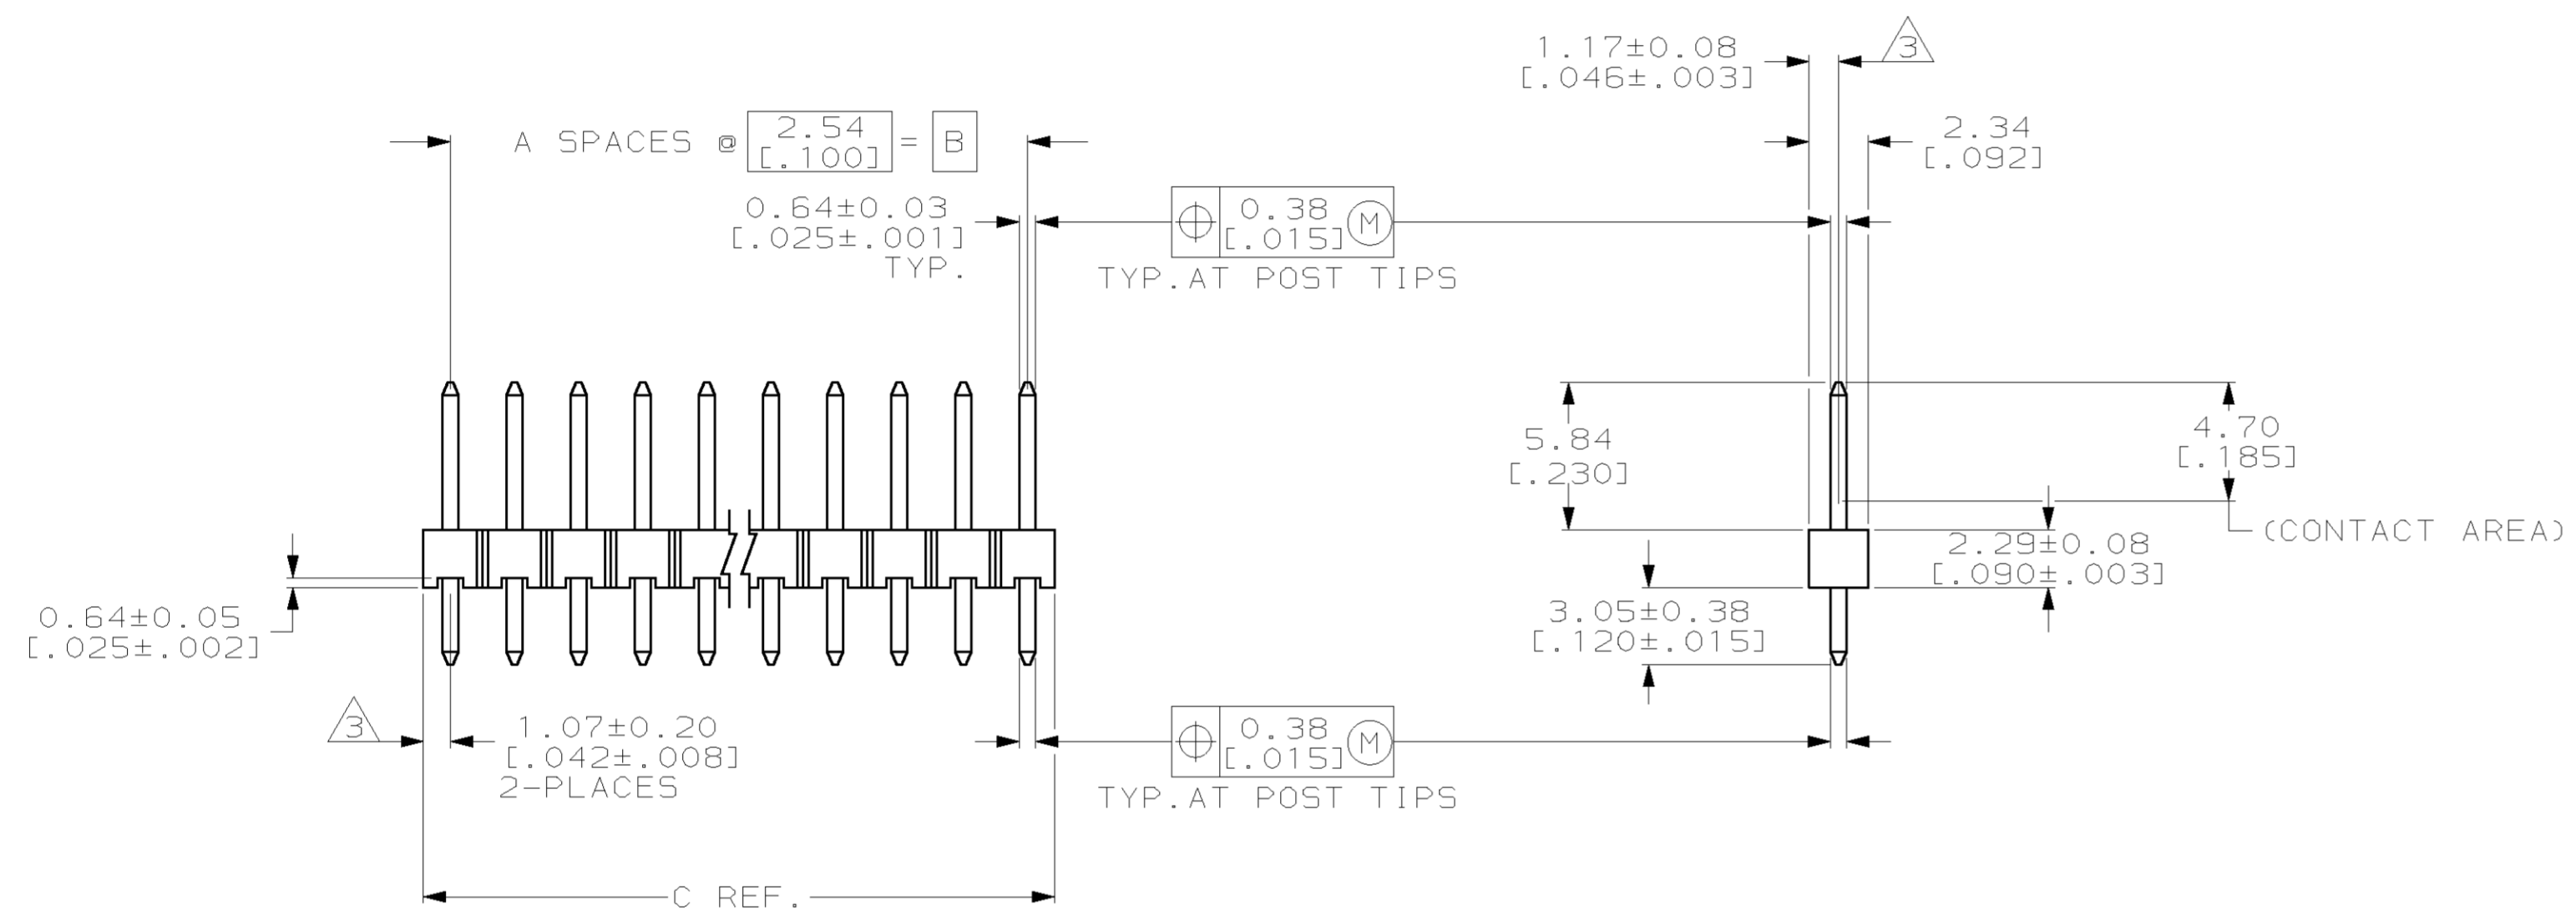 1.17±0.08
[.046±.003]
3
A SPACES @ 2.54 [.100] = B
2.34
[.092]
0.64±0.03
[.025±.001]
TYP.
0.38
[.015]
M
TYP.AT POST TIPS
5.84
[.230]
4.70
[.185]
(CONTACT AREA)
2.29±0.08
[.090±.003]
0.64±0.05
[.025±.002]
3.05±0.38
[.120±.015]
3
1.07±0.20
[.042±.008]
2-PLACES
0.38
[.015]
M
TYP.AT POST TIPS
C REF.